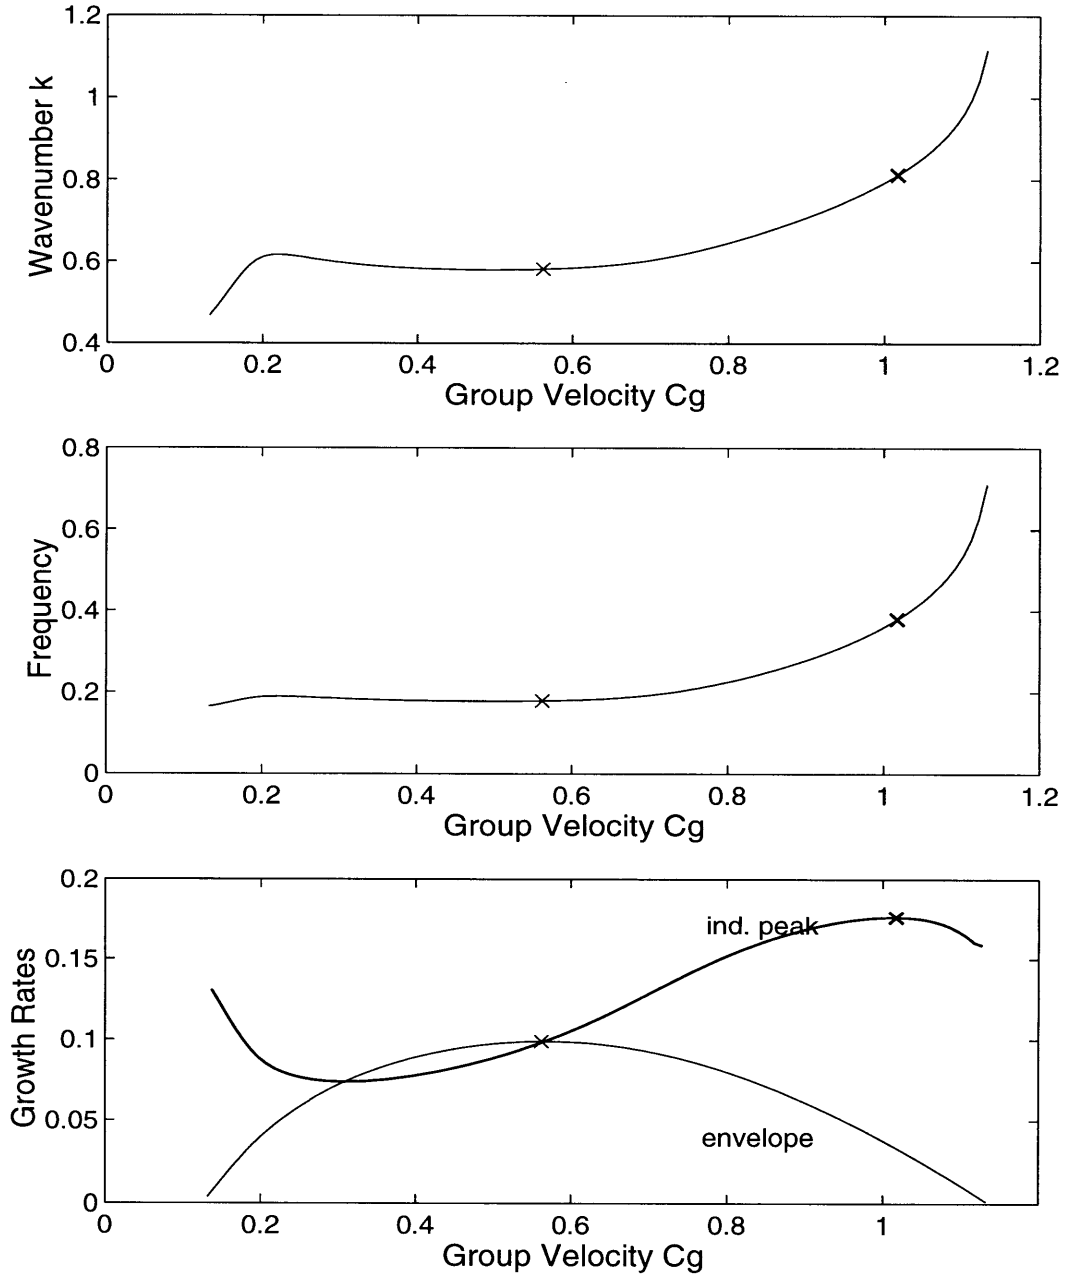 1.2
1
0.8
0.6
0.4
Wavenumber k
0 0.2 0.4 0.6 0.8 1 1.2
Group Velocity Cg
0.8
0.6
0.4
0.2
0
Frequency
0 0.2 0.4 0.6 0.8 1 1.2
Group Velocity Cg
0.2
0.15
0.1
0.05
0
Growth Rates
ind. peak
envelope
0 0.2 0.4 0.6 0.8 1
Group Velocity Cg